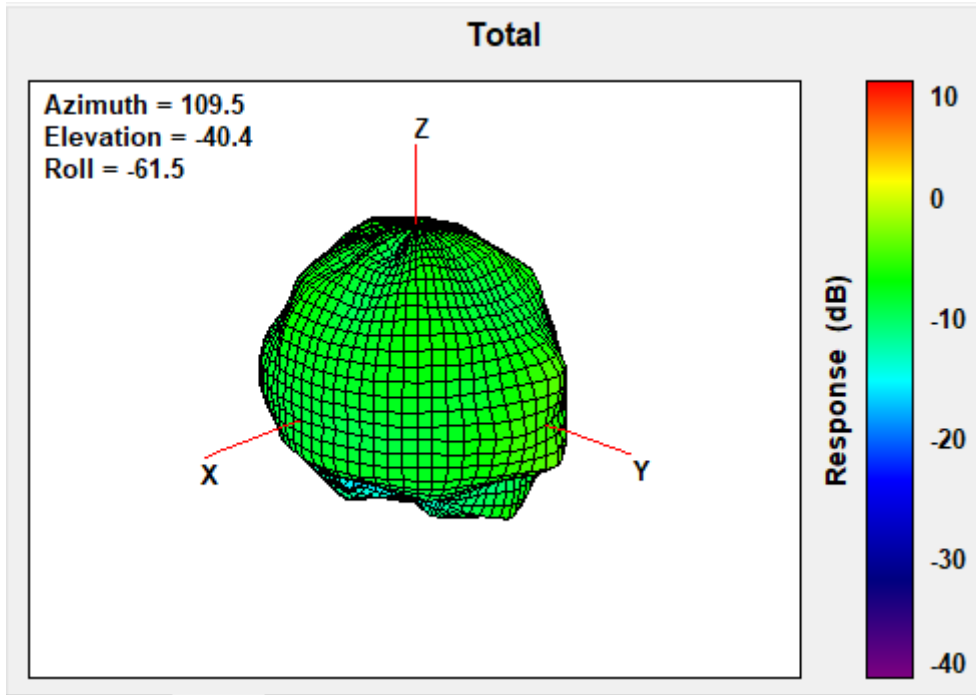 Total
Azimuth = 109.5
Elevation = -40.4
Roll = -61.5
Z
X
Y
Response (dB)
10
0
-10
-20
-30
-40